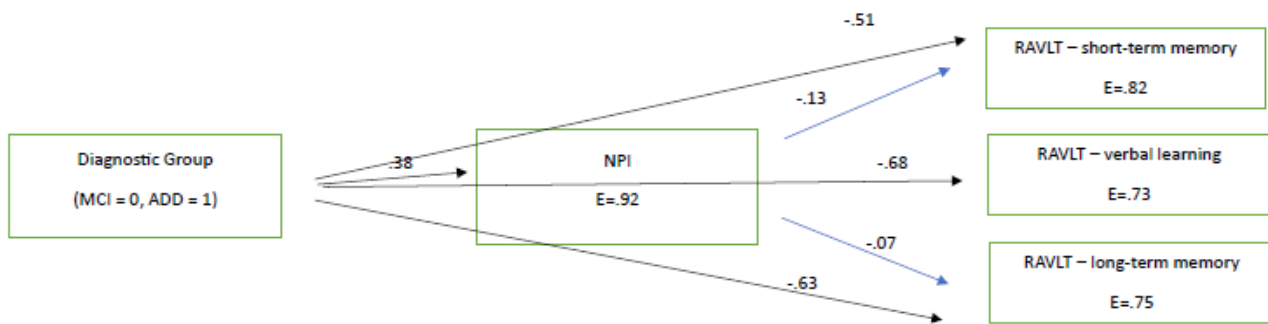 -.51
RAVLT – short-term memory
E=.82
-.13
Diagnostic Group
(MCI = 0, ADD = 1)
.38
NPI
E=.92
-.68
RAVLT – verbal learning
E=.73
-.07
-.63
RAVLT – long-term memory
E=.75